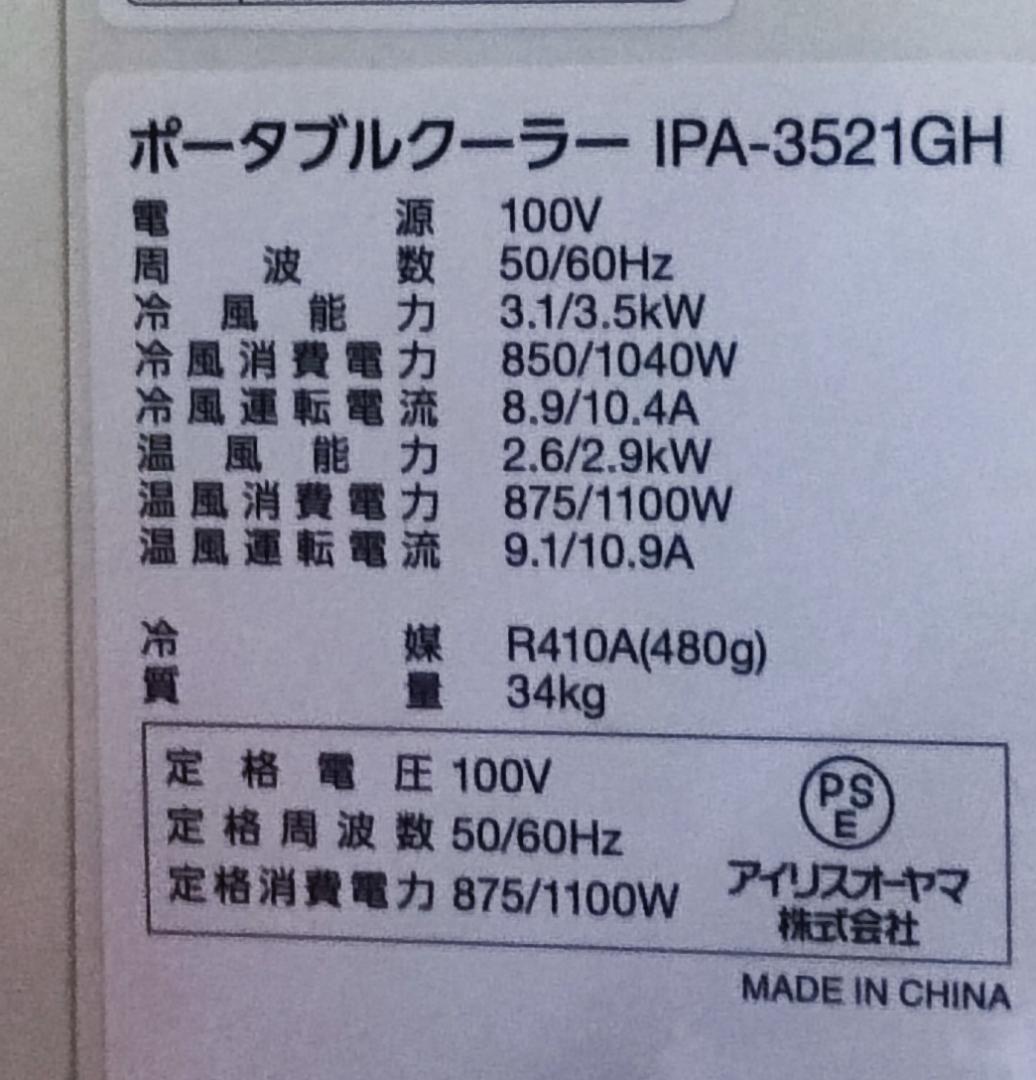 ポータブルクーラー IPA-3521GH
電源 100V
周波数 50/60Hz
冷風能力 3.1/3.5kW
冷風消費電力 850/1040W
冷風運転電流 8.9/10.4A
温風能力 2.6/2.9kW
温風消費電力 875/1100W
温風運転電流 9.1/10.9A
冷媒 R410A(480g)
質量 34kg
定格電圧 100V
定格周波数 50/60Hz
定格消費電力 875/1100W
PS
E
アイリスオーヤマ
株式会社
MADE IN CHINA